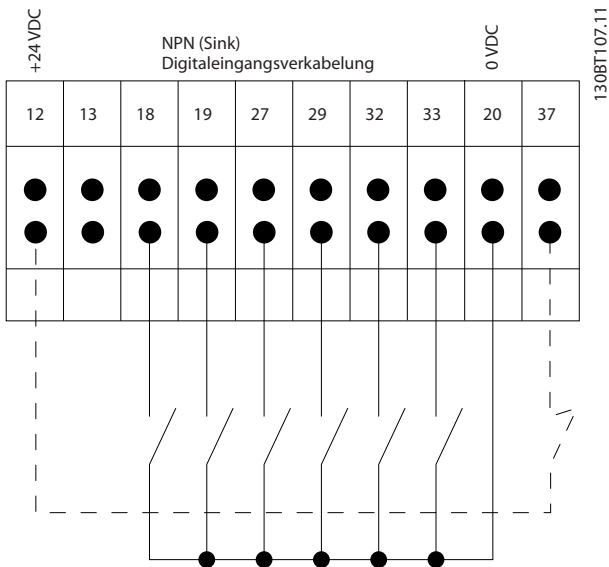 +24 VDC
NPN (Sink)
Digitaleingangsverkabelung
0 VDC
130BT107.11
12 13 18 19 27 29 32 33 20 37